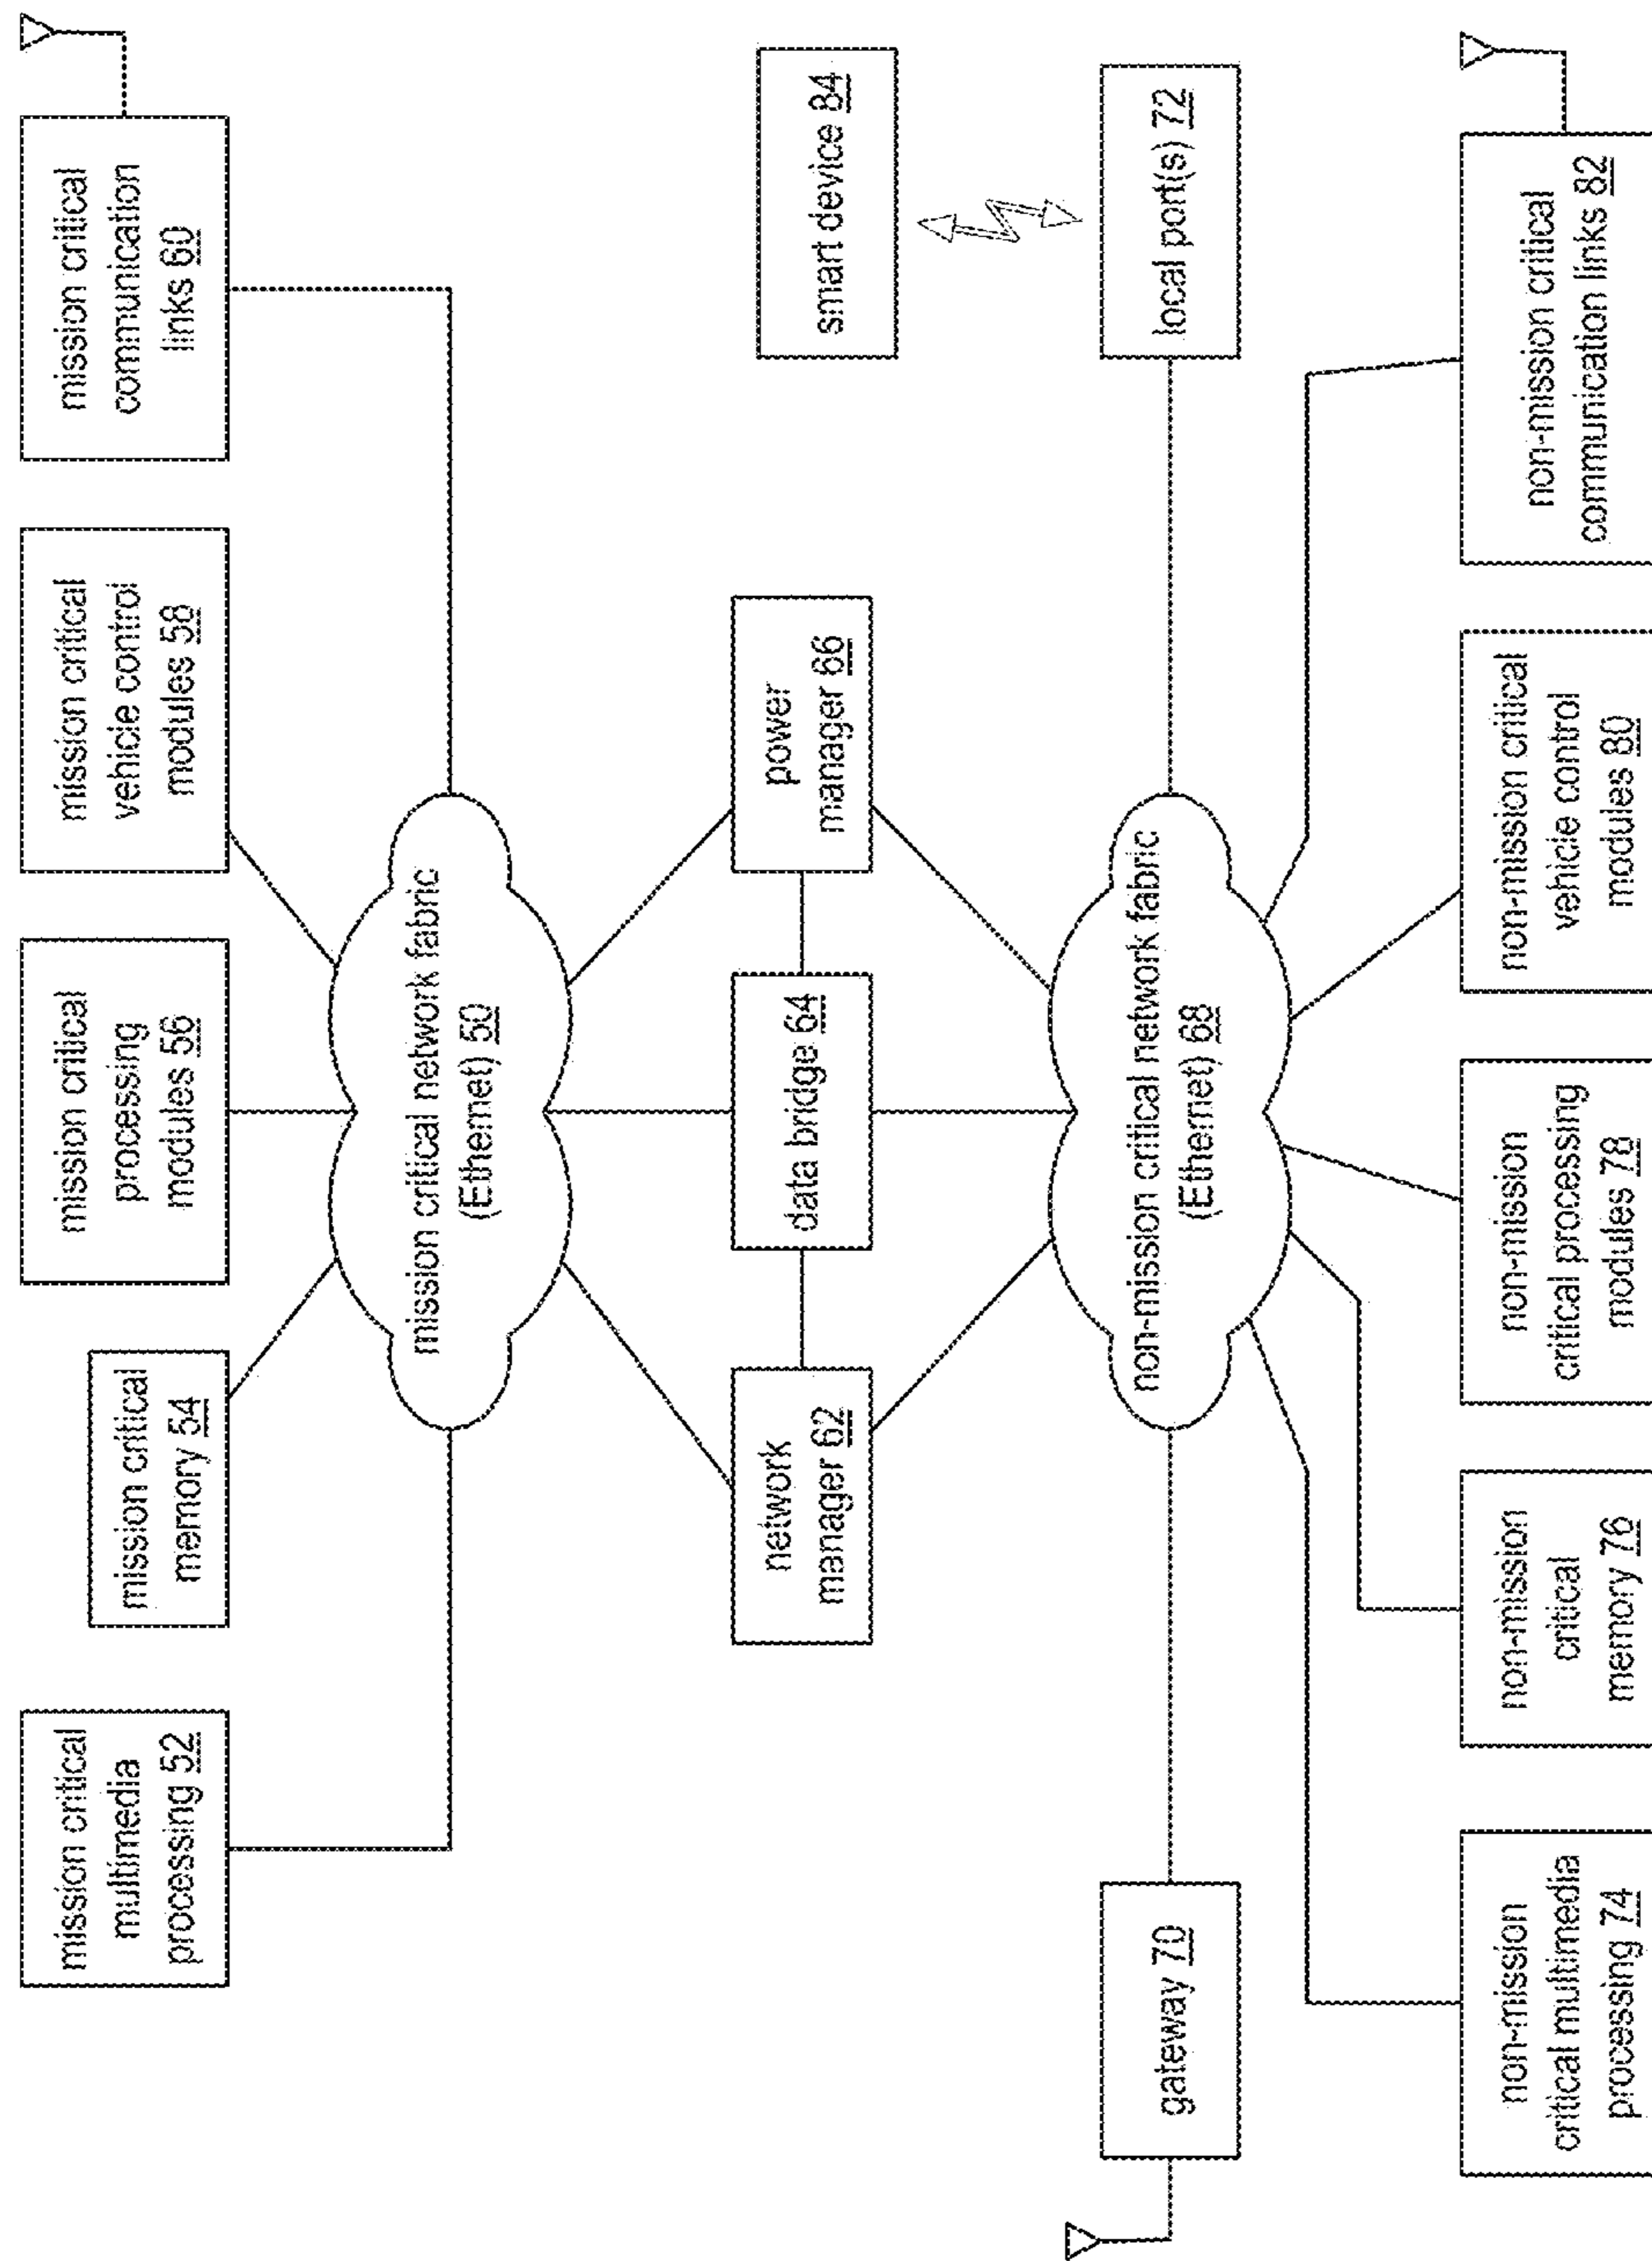 mission critical
multimedia
processing 52
mission critical
memory 54
mission critical
processing
modules 56
mission critical
vehicle control
modules 58
mission critical
communication
links 60
mission critical network fabric
(Ethernet) 50
network
manager 62
data bridge 64
power
manager 66
smart device 84
gateway 70
non-mission critical network fabric
(Ethernet) 68
local port(s) 72
non-mission
critical multimedia
processing 74
non-mission
critical
memory 76
non-mission
critical processing
modules 78
non-mission critical
vehicle control
modules 80
non-mission critical
communication links 82